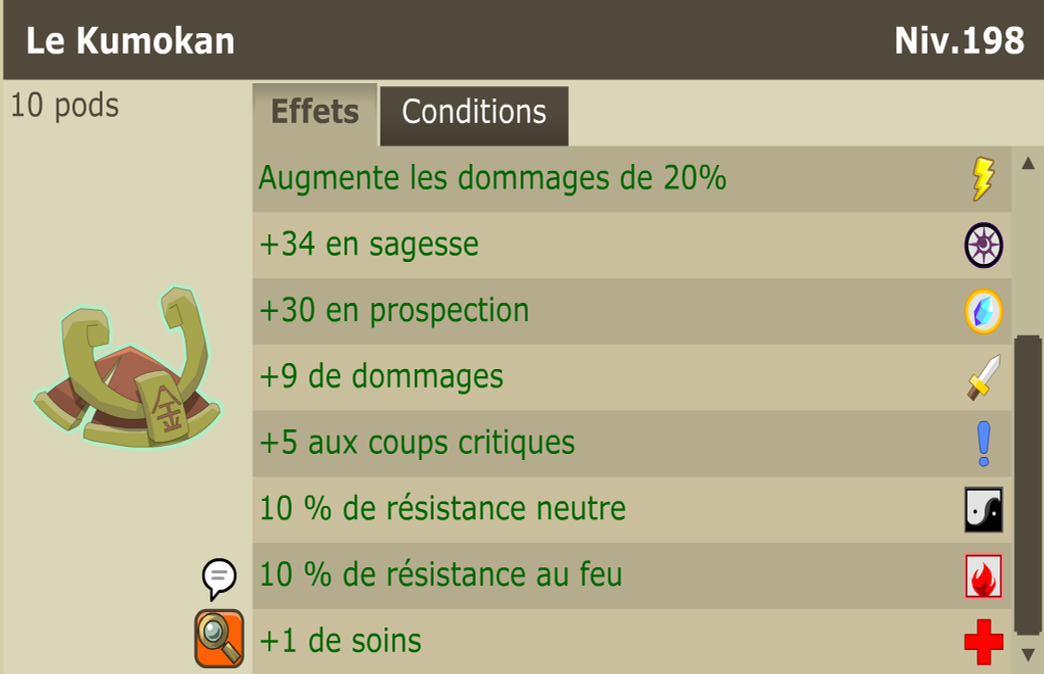 Le Kumokan
Niv.198
10 pods
Effets
Conditions
Augmente les dommages de 20%
+34 en sagesse
+30 en prospection
+9 de dommages
+5 aux coups critiques
10 % de résistance neutre
10 % de résistance au feu
+1 de soins
金